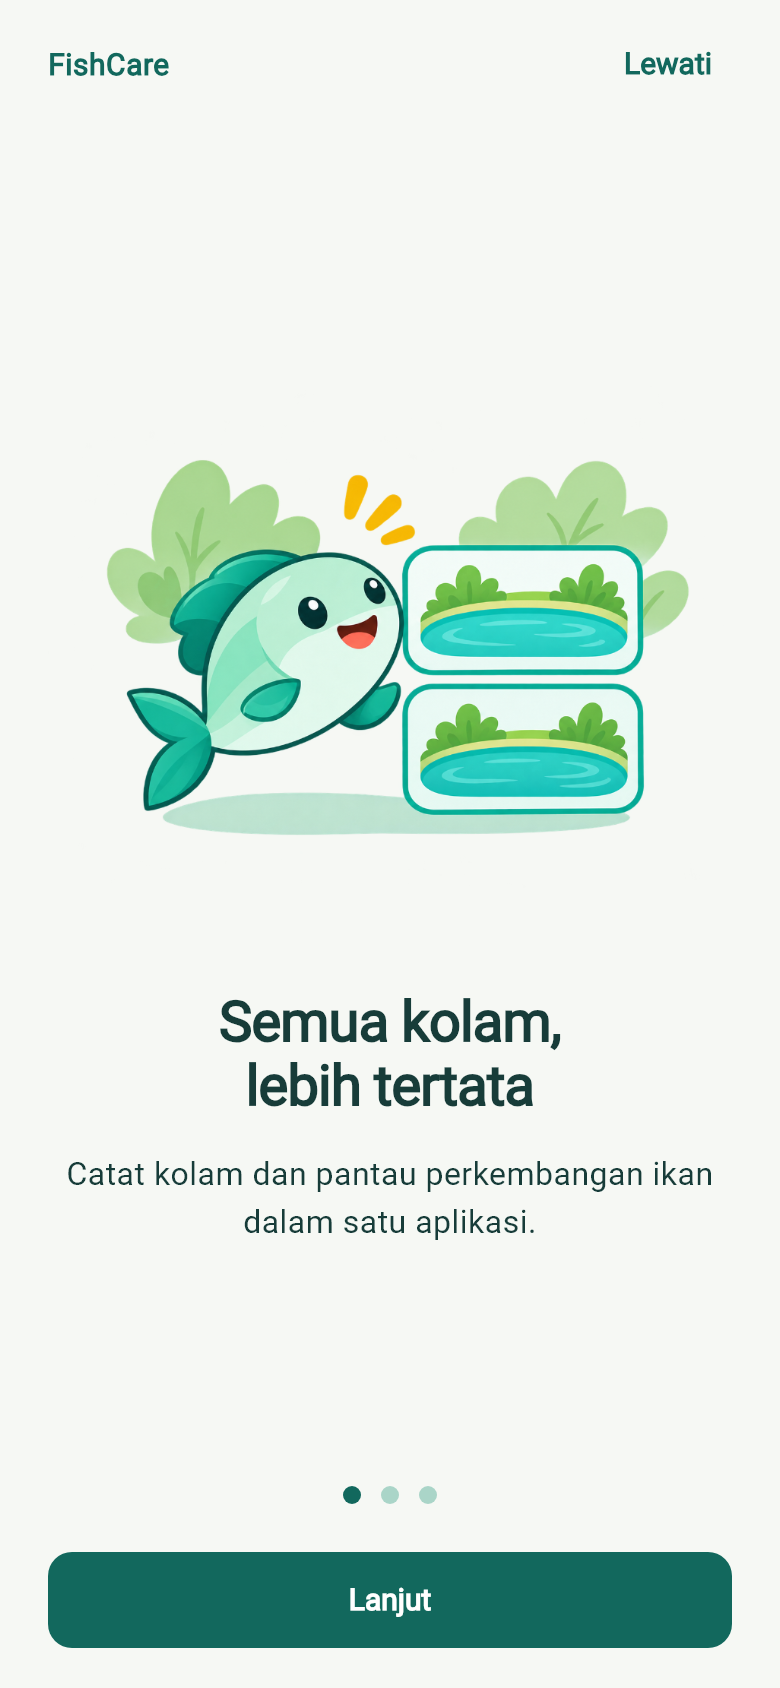 FishCare
Lewati
Semua kolam,
lebih tertata
Catat kolam dan pantau perkembangan ikan
dalam satu aplikasi.
Lanjut